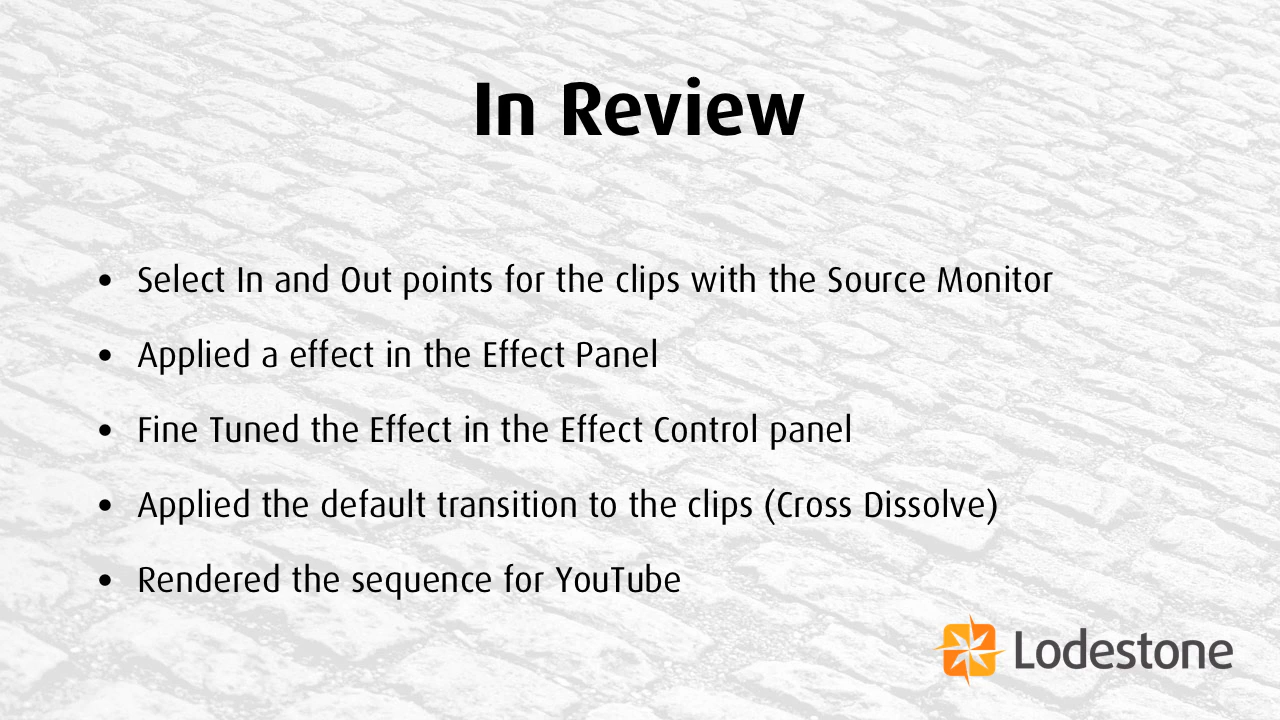 In Review
• Select In and Out points for the clips with the Source Monitor
• Applied a effect in the Effect Panel
• Fine Tuned the Effect in the Effect Control panel
• Applied the default transition to the clips (Cross Dissolve)
• Rendered the sequence for YouTube
Lodestone